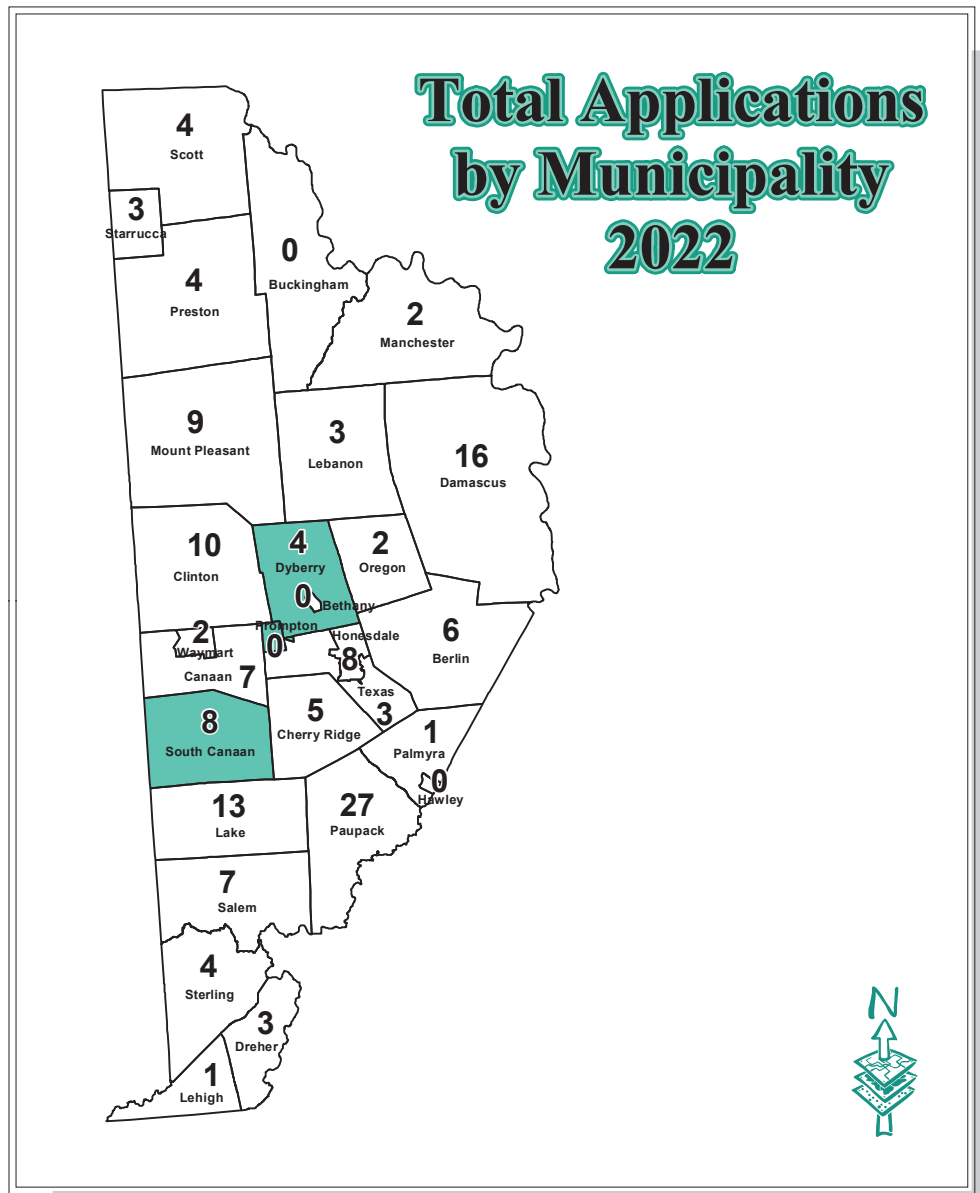 Total Applications
by Municipality
2022
4
Scott
3
Starrucca
0
Buckingham
4
Preston
2
Manchester
9
Mount Pleasant
3
Lebanon
16
Damascus
10
Clinton
4
Dyberry
2
Oregon
0
Bethany
Prompton
0
Honesdale
8
6
Berlin
2
Waymart
Canaan 7
Texas
3
8
South Canaan
5
Cherry Ridge
1
Palmyra
0
Hawley
13
Lake
27
Paupack
7
Salem
4
Sterling
3
Dreher
1
Lehigh
N